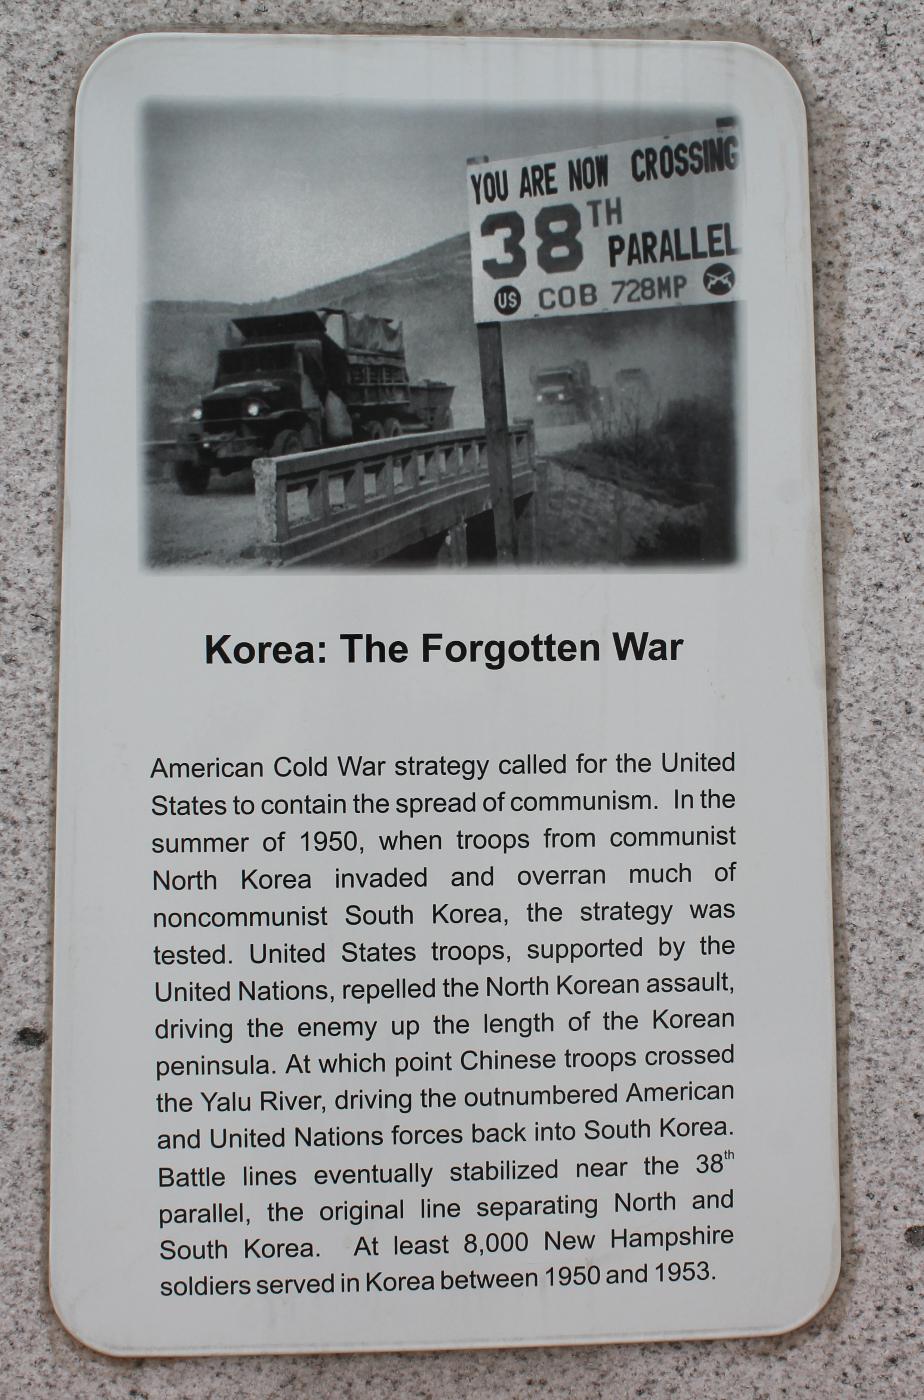 YOU ARE NOW CROSSING
38TH
PARALLEL
US COB 728MP
Korea: The Forgotten War
American Cold War strategy called for the United
States to contain the spread of communism. In the
summer of 1950, when troops from communist
North Korea invaded and overran much of
noncommunist South Korea, the strategy was
tested. United States troops, supported by the
United Nations, repelled the North Korean assault,
driving the enemy up the length of the Korean
peninsula. At which point Chinese troops crossed
the Yalu River, driving the outnumbered American
and United Nations forces back into South Korea.
Battle lines eventually stabilized near the 38th
parallel, the original line separating North and
South Korea. At least 8,000 New Hampshire
soldiers served in Korea between 1950 and 1953.